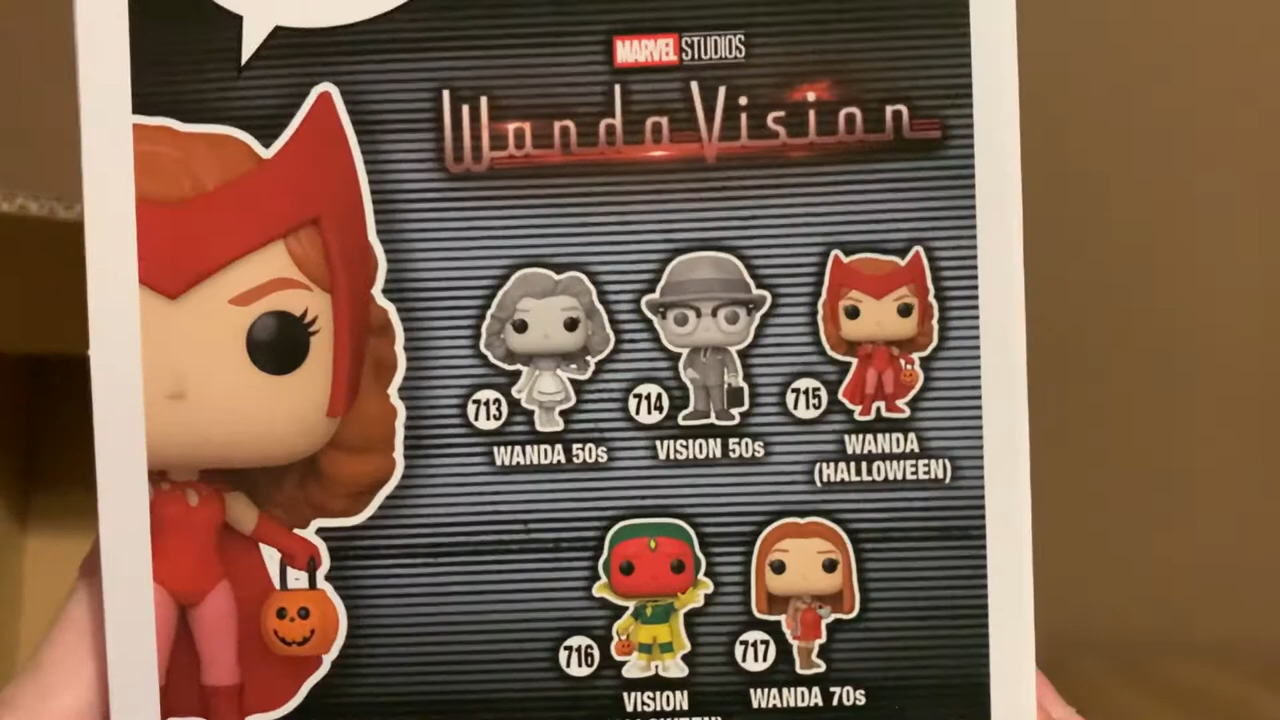 MARVEL STUDIOS
WandaVision
713
714
715
WANDA 50s
VISION 50s
WANDA
(HALLOWEEN)
716
717
VISION
WANDA 70s